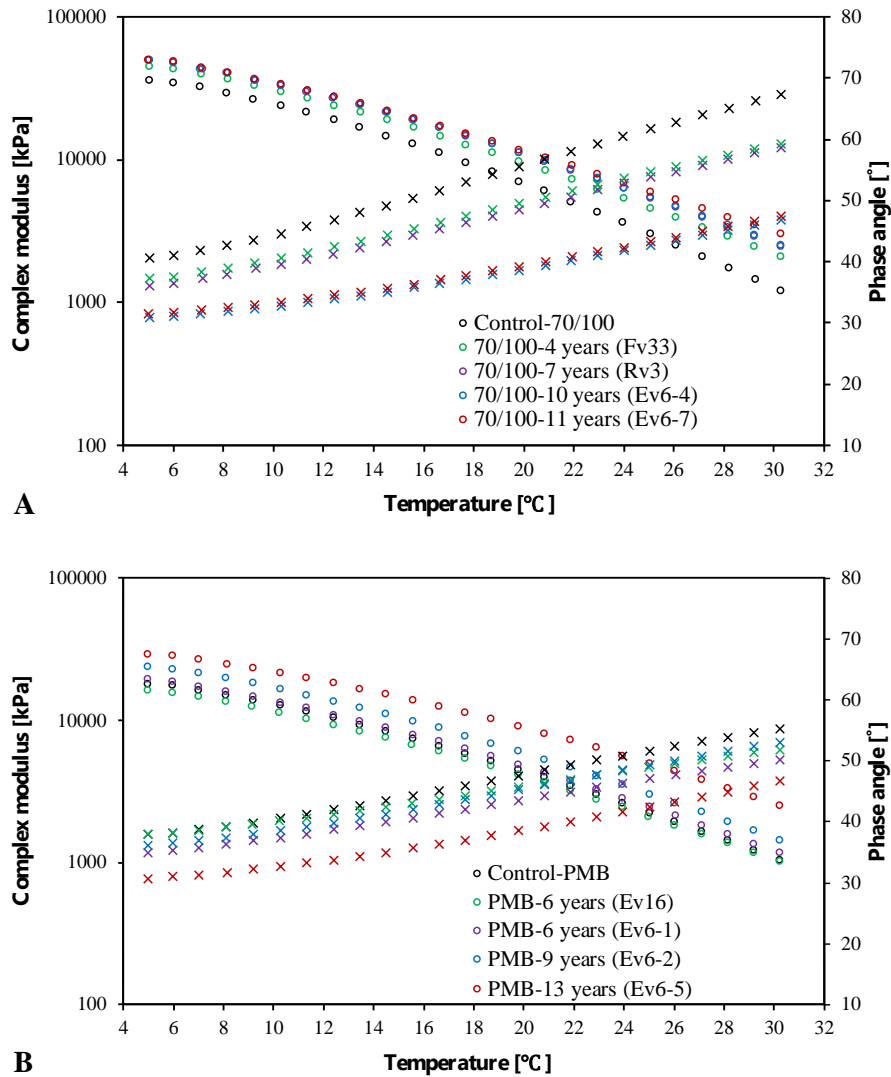 100000
10000
1000
100
Complex modulus [kPa]
80
70
60
50
40
30
20
10
Phase angle [°]
Control-70/100
70/100-4 years (Fv33)
70/100-7 years (Rv3)
70/100-10 years (Ev6-4)
70/100-11 years (Ev6-7)
4 6 8 10 12 14 16 18 20 22 24 26 28 30 32
A Temperature [°C]
100000
10000
1000
100
Complex modulus [kPa]
80
70
60
50
40
30
20
10
Phase angle [°]
Control-PMB
PMB-6 years (Ev16)
PMB-6 years (Ev6-1)
PMB-9 years (Ev6-2)
PMB-13 years (Ev6-5)
4 6 8 10 12 14 16 18 20 22 24 26 28 30 32
B Temperature [°C]